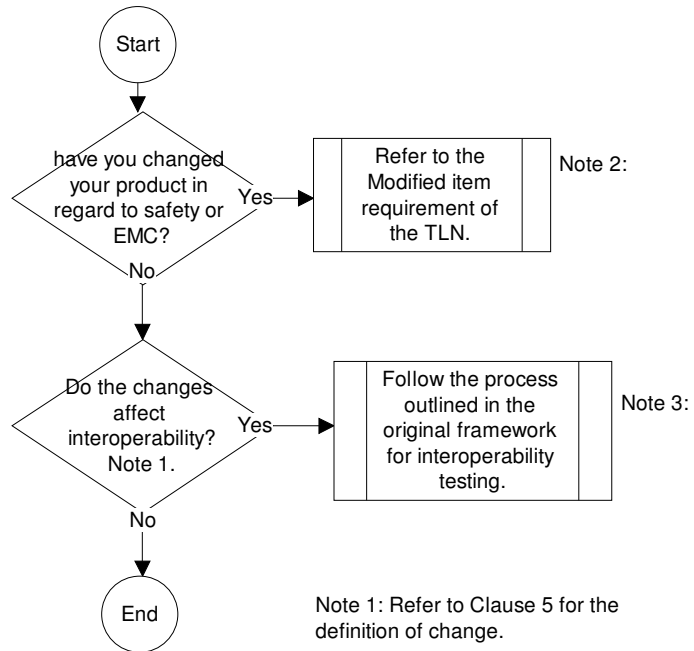 Start
have you changed
your product in
regard to safety or
EMC?
Yes
Refer to the
Modified item
requirement of
the TLN.
Note 2:
No
Do the changes
affect
interoperability?
Note 1.
Yes
Follow the process
outlined in the
original framework
for interoperability
testing.
Note 3:
No
End
Note 1: Refer to Clause 5 for the
definition of change.